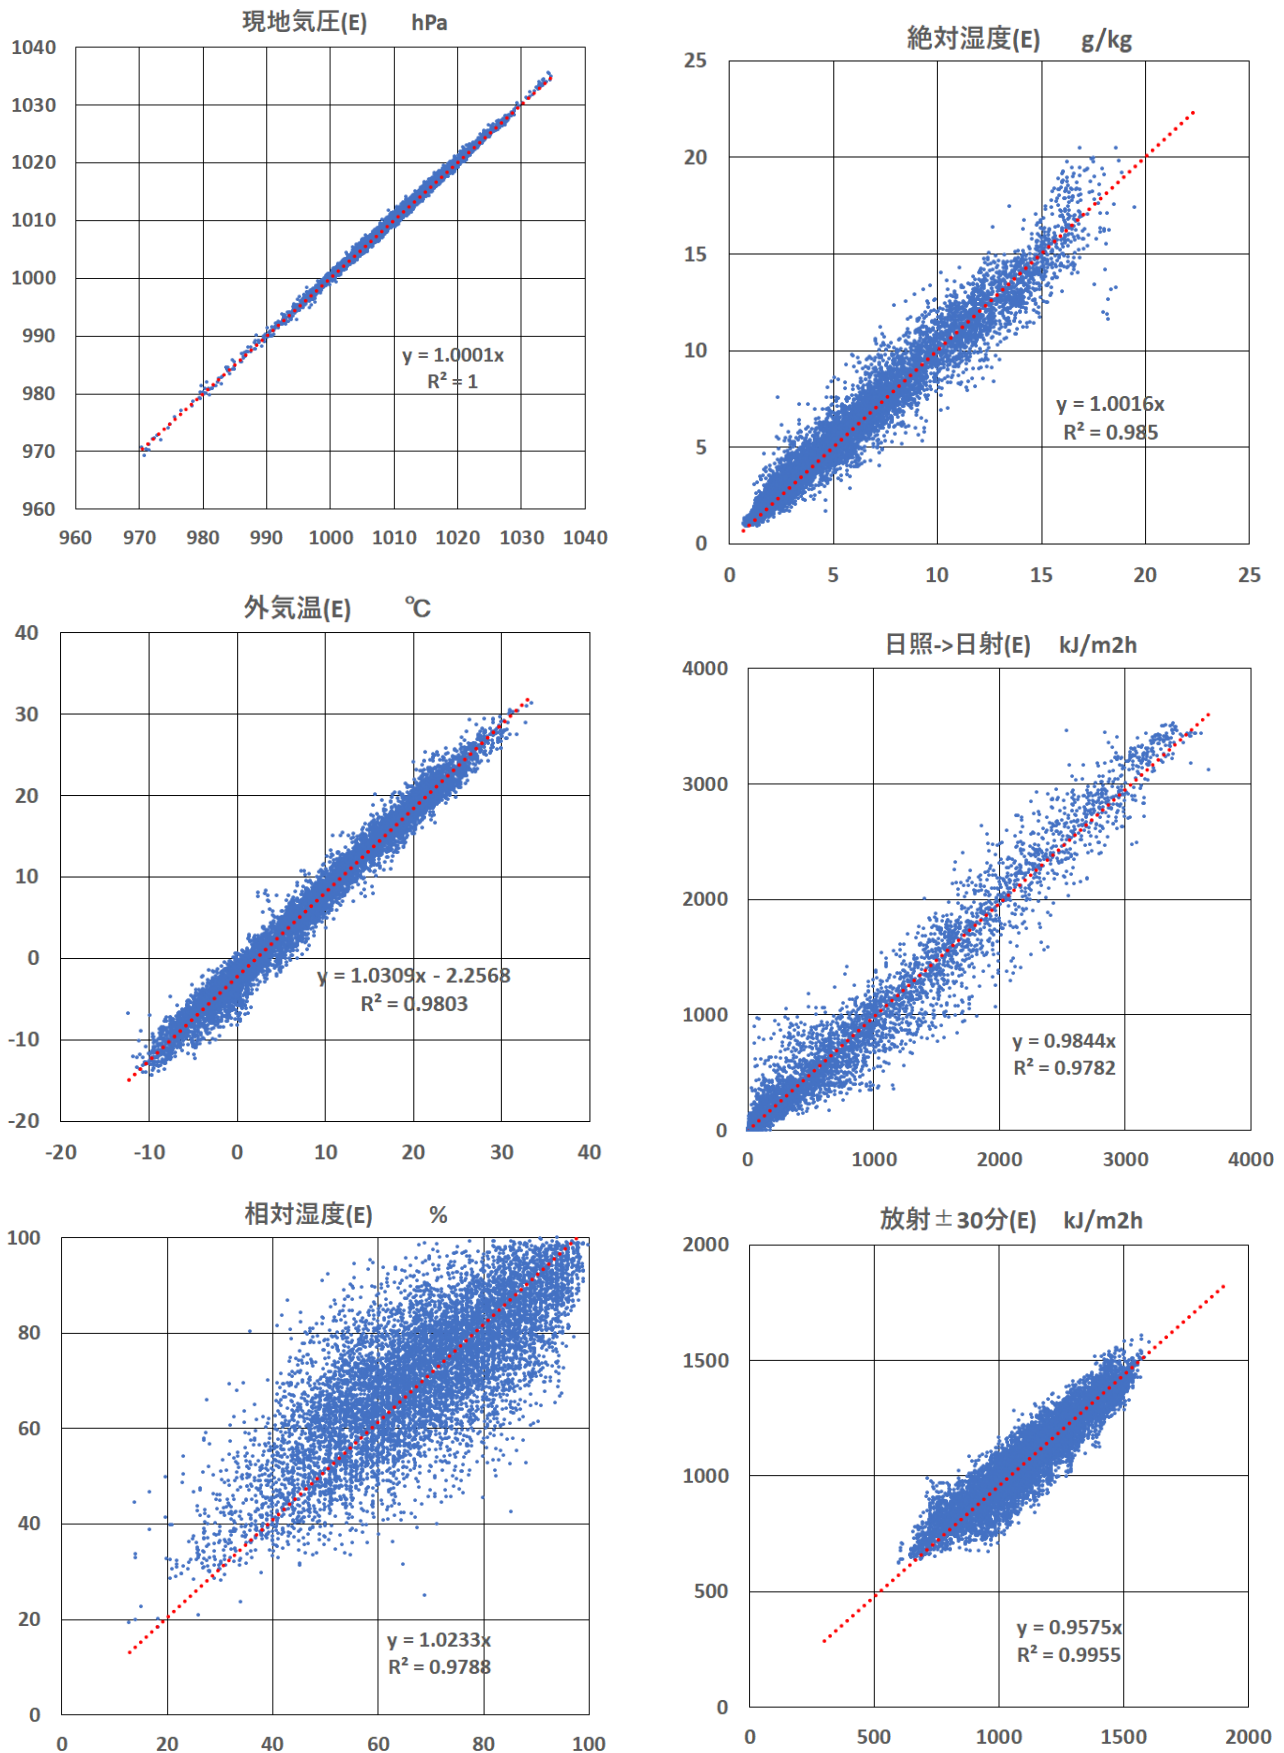 現地気圧(E) hPa
1040
1030
1020
1010
1000
990
980
970
960
y = 1.0001x
R² = 1
960 970 980 990 1000 1010 1020 1030 1040
絶対湿度(E) g/kg
25
20
15
10
5
0
y = 1.0016x
R² = 0.985
0 5 10 15 20 25
外気温(E) ℃
40
30
20
10
0
-10
-20
y = 1.0309x - 2.2568
R² = 0.9803
-20 -10 0 10 20 30 40
日照->日射(E) kJ/m2h
4000
3000
2000
1000
0
y = 0.9844x
R² = 0.9782
0 1000 2000 3000 4000
相対湿度(E) %
100
80
60
40
20
0
y = 1.0233x
R² = 0.9788
0 20 40 60 80 100
放射±30分(E) kJ/m2h
2000
1500
1000
500
0
y = 0.9575x
R² = 0.9955
0 500 1000 1500 2000